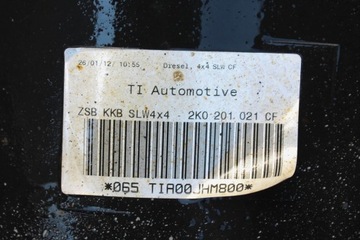 26/01/12/ 10:55 Diesel, 4x4 SLW CF
TI Automotive
ZSB KKB SLW4x4 - 2K0 201 021 CF
*065 TIA00JHM800*